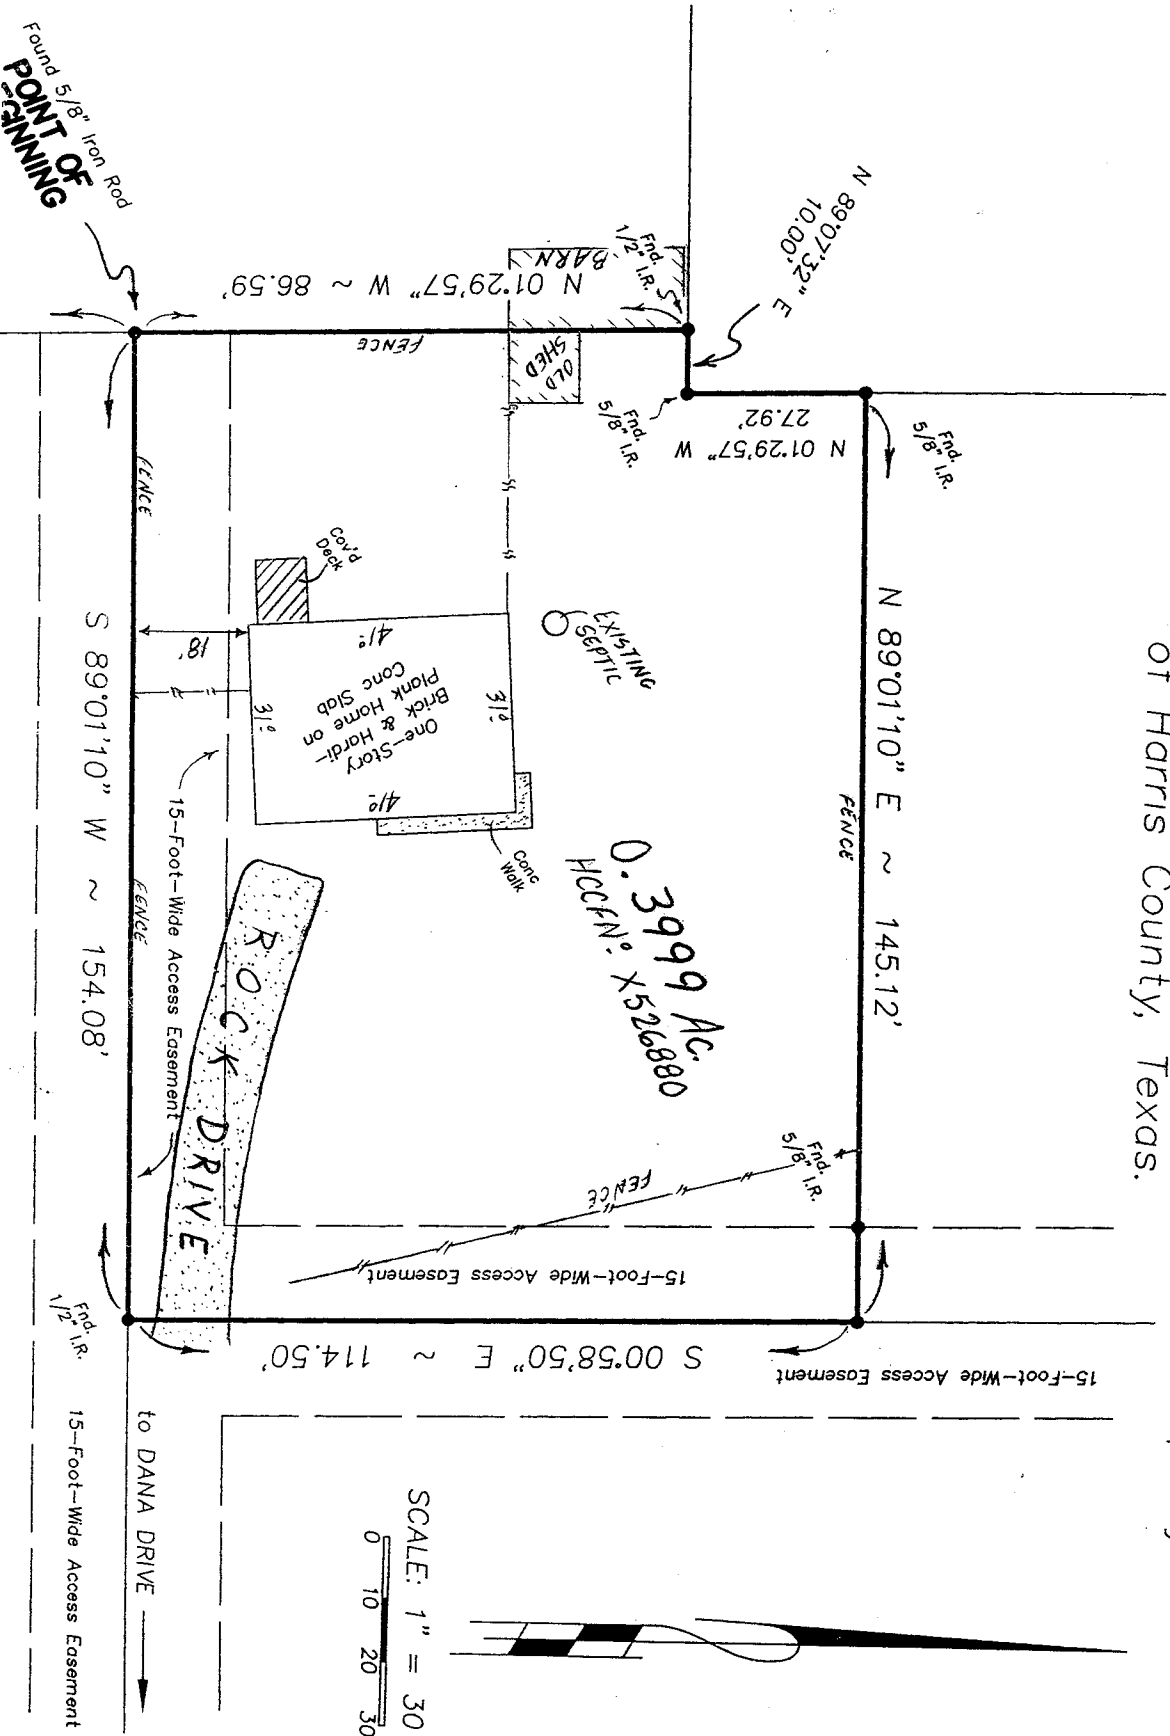 of Harris County, Texas.
N 89°07'32" E
10.00'
Fnd.
1/2" I.R.
BARN
N 01°29'57" W ~ 86.59'
FENCE
OLD
SHED
Fnd.
5/8" I.R.
N 01°29'57" W
27.92'
Fnd.
5/8" I.R.
N 89°01'10" E ~ 145.12'
FENCE
Found 5/8" Iron Rod
POINT OF
FENCE
Cov'd
Deck
EXISTING
SEPTIC
18'
41.0
31.0
31.0
41.0
One-Story
Brick & Hardi-
Plank Home on
Conc Slab
Conc
Walk
0.3999 Ac.
HCCFNo. X526880
S 89°01'10" W ~ 154.08'
FENCE
15-Foot-Wide Access Easement
ROCK DRIVE
Fnd.
5/8" I.R.
FENCE
15-Foot-Wide Access Easement
S 00°58'50" E ~ 114.50'
15-Foot-Wide Access Easement
Fnd.
1/2" I.R.
to DANA DRIVE
15-Foot-Wide Access Easement
SCALE: 1" = 30
0 10 20 30